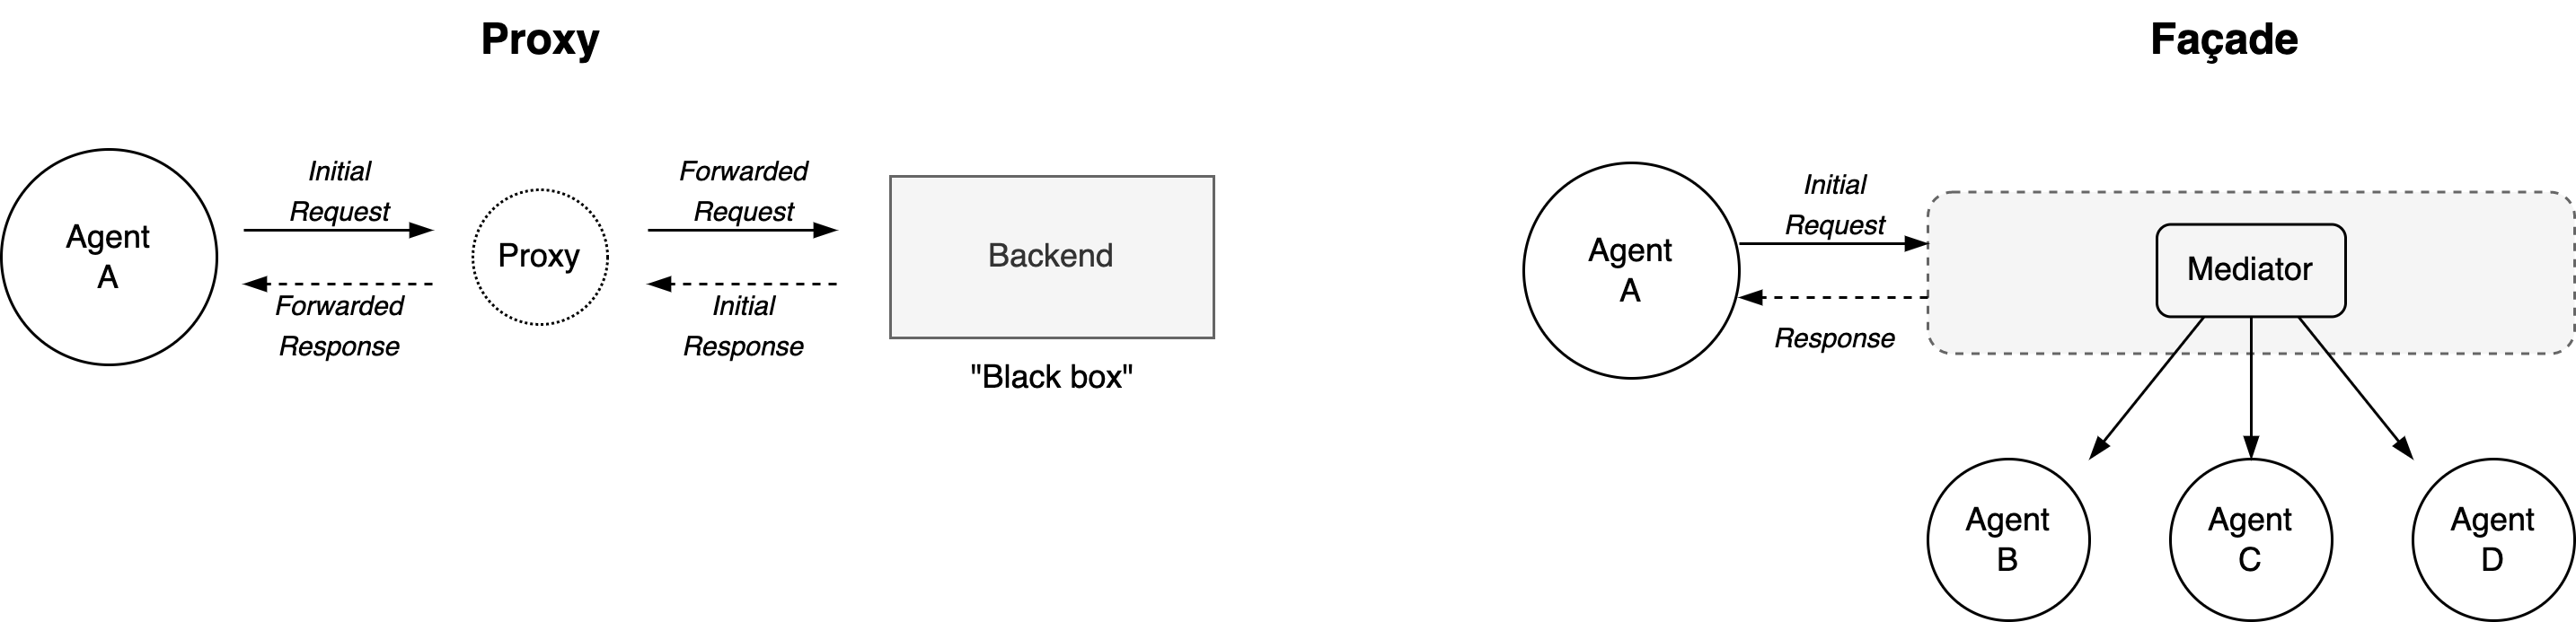 Proxy
Agent
A
Initial
Request
Forwarded
Response
Proxy
Forwarded
Request
Initial
Response
Backend
"Black box"
Façade
Agent
A
Initial
Request
Response
Mediator
Agent
B
Agent
C
Agent
D